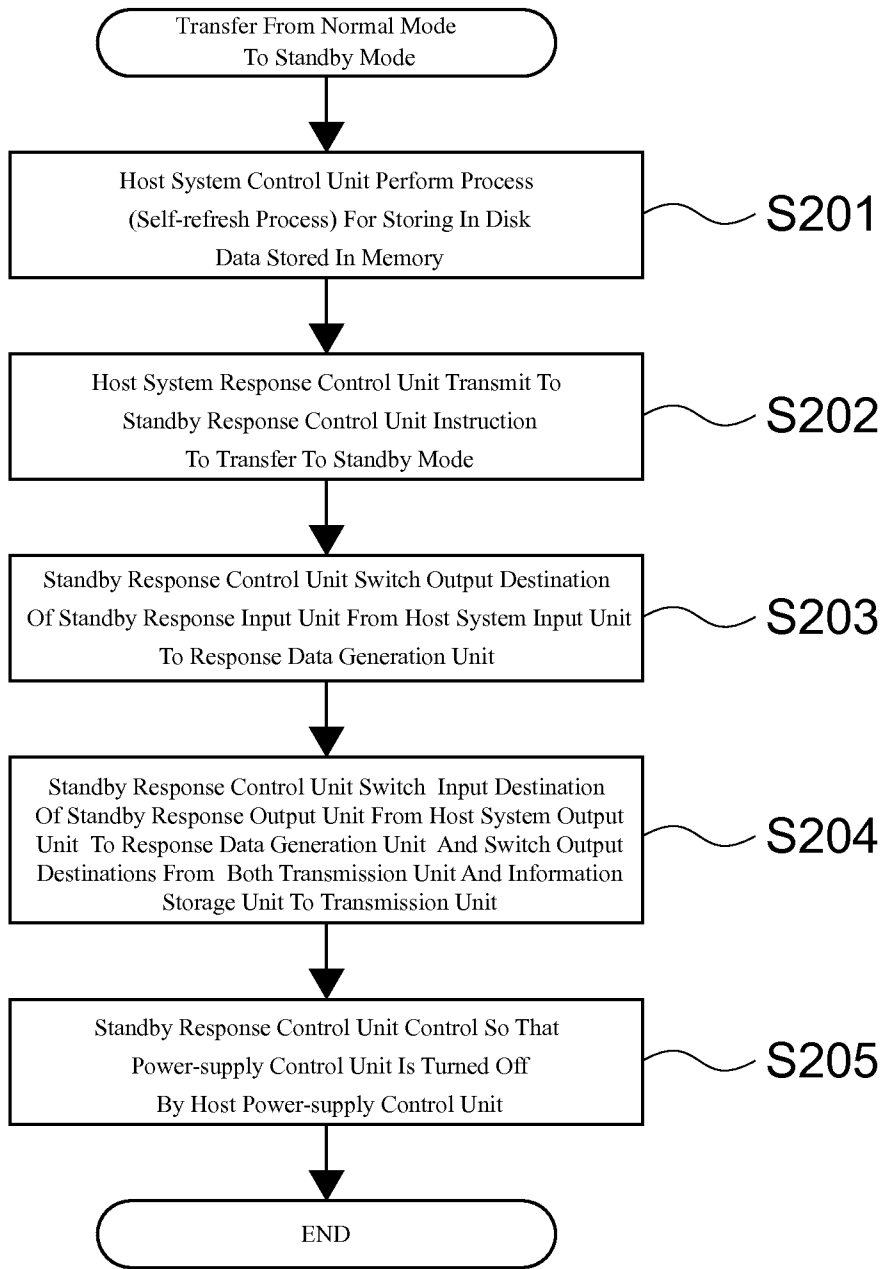 Transfer From Normal Mode
To Standby Mode
Host System Control Unit Perform Process
(Self-refresh Process) For Storing In Disk
Data Stored In Memory
S201
Host System Response Control Unit Transmit To
Standby Response Control Unit Instruction
To Transfer To Standby Mode
S202
Standby Response Control Unit Switch Output Destination
Of Standby Response Input Unit From Host System Input Unit
To Response Data Generation Unit
S203
Standby Response Control Unit Switch Input Destination
Of Standby Response Output Unit From Host System Output
Unit To Response Data Generation Unit And Switch Output
Destinations From Both Transmission Unit And Information
Storage Unit To Transmission Unit
S204
Standby Response Control Unit Control So That
Power-supply Control Unit Is Turned Off
By Host Power-supply Control Unit
S205
END